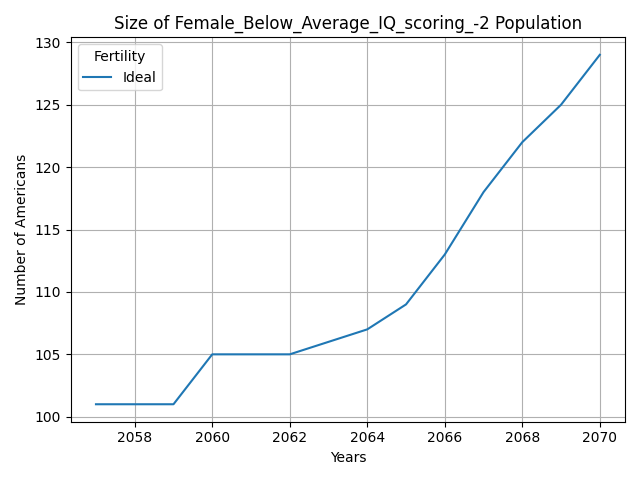 Size of Female_Below_Average_IQ_scoring_-2 Population
Fertility
Ideal
Number of Americans
130
125
120
115
110
105
100
2058 2060 2062 2064 2066 2068 2070
Years